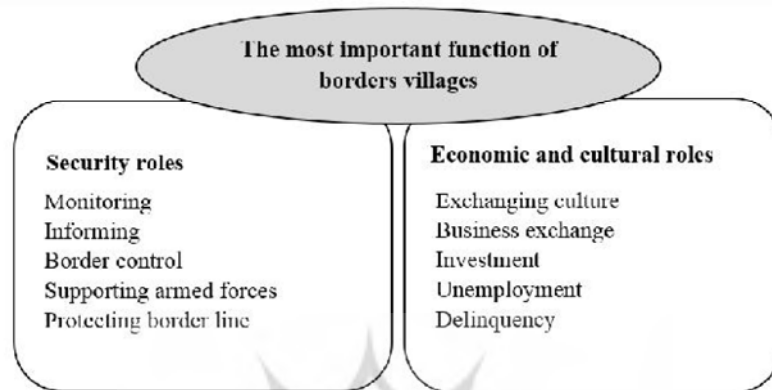 The most important function of
borders villages
Security roles
Monitoring
Informing
Border control
Supporting armed forces
Protecting border line
Economic and cultural roles
Exchanging culture
Business exchange
Investment
Unemployment
Delinquency